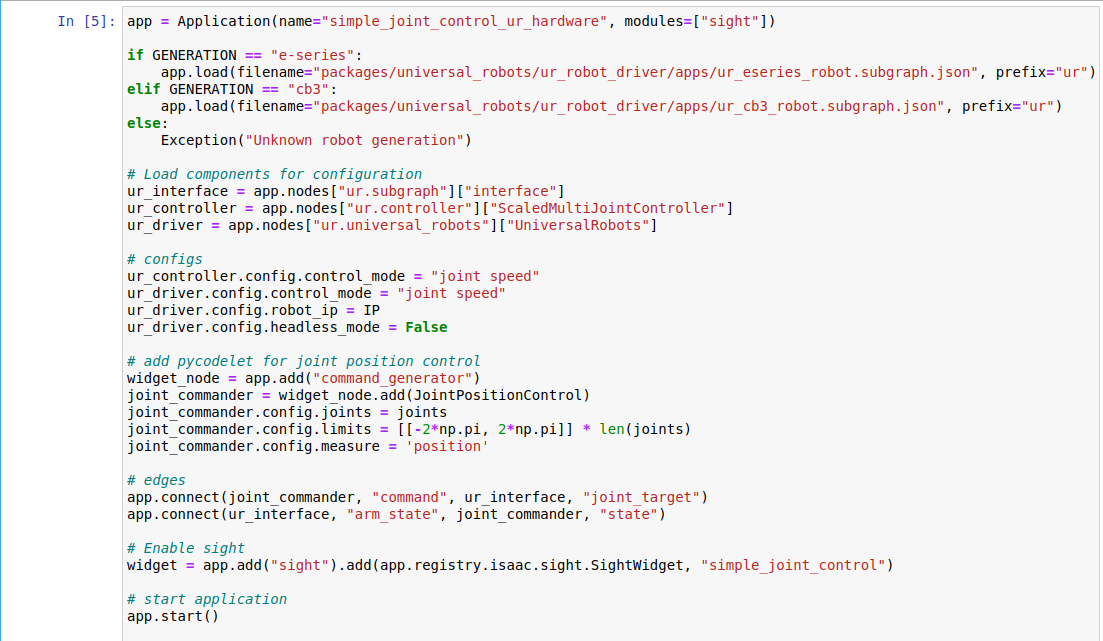 In [5]: app = Application(name="simple_joint_control_ur_hardware", modules=["sight"])

if GENERATION == "e-series":
    app.load(filename="packages/universal_robots/ur_robot_driver/apps/ur_eseries_robot.subgraph.json", prefix="ur")
elif GENERATION == "cb3":
    app.load(filename="packages/universal_robots/ur_robot_driver/apps/ur_cb3_robot.subgraph.json", prefix="ur")
else:
    Exception("Unknown robot generation")

# Load components for configuration
ur_interface = app.nodes["ur.subgraph"]["interface"]
ur_controller = app.nodes["ur.controller"]["ScaledMultiJointController"]
ur_driver = app.nodes["ur.universal_robots"]["UniversalRobots"]

# configs
ur_controller.config.control_mode = "joint speed"
ur_driver.config.control_mode = "joint speed"
ur_driver.config.robot_ip = IP
ur_driver.config.headless_mode = False

# add pycodelet for joint position control
widget_node = app.add("command_generator")
joint_commander = widget_node.add(JointPositionControl)
joint_commander.config.joints = joints
joint_commander.config.limits = [[-2*np.pi, 2*np.pi]] * len(joints)
joint_commander.config.measure = 'position'

# edges
app.connect(joint_commander, "command", ur_interface, "joint_target")
app.connect(ur_interface, "arm_state", joint_commander, "state")

# Enable sight
widget = app.add("sight").add(app.registry.isaac.sight.SightWidget, "simple_joint_control")

# start application
app.start()